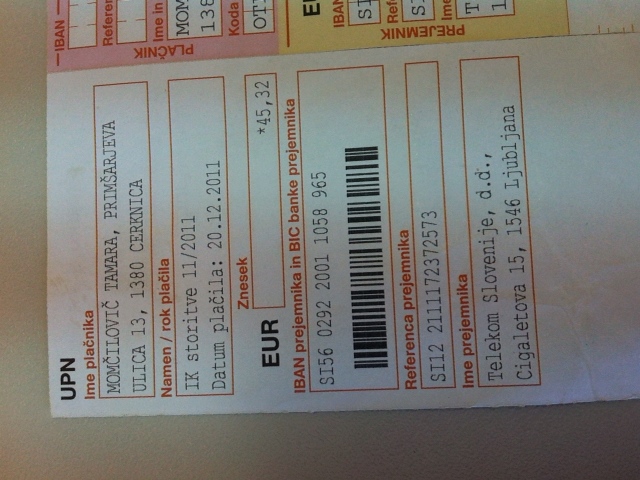 UPN
Ime plačnika
MOMČILOVIČ TAMARA, PRIMŠARJEVA
ULICA 13, 1380 CERKNICA
Namen / rok plačila
IK storitve 11/2011
Datum plačila: 20.12.2011
Znesek
EUR *45,32
IBAN prejemnika in BIC banke prejemnika
SI56 0292 2001 1058 965
Referenca prejemnika
SI12 2111172372573
Ime prejemnika
Telekom Slovenije, d.d.,
Cigaletova 15, 1546 Ljubljana
PLAČNIK
IBAN
Referen
Ime in
MOM
138
Koda
OTI
PREJEMNIK
IBAN
SI
Ref
S
Ime
T
1